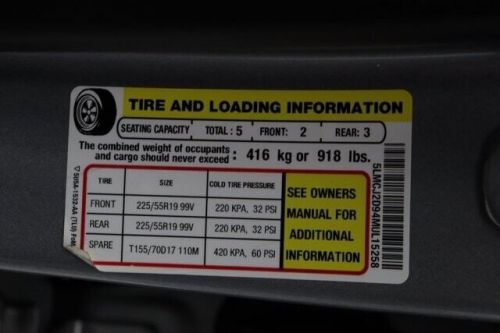 TIRE AND LOADING INFORMATION
SEATING CAPACITY TOTAL : 5 FRONT: 2 REAR: 3
The combined weight of occupants
and cargo should never exceed : 416 kg or 918 lbs.
TIRE SIZE COLD TIRE PRESSURE
FRONT 225/55R19 99V 220 KPA, 32 PSI
REAR 225/55R19 99V 220 KPA, 32 PSI
SPARE T155/70D17 110M 420 KPA, 60 PSI
SEE OWNERS
MANUAL FOR
ADDITIONAL
INFORMATION
5LMCJ2D94MUL15258